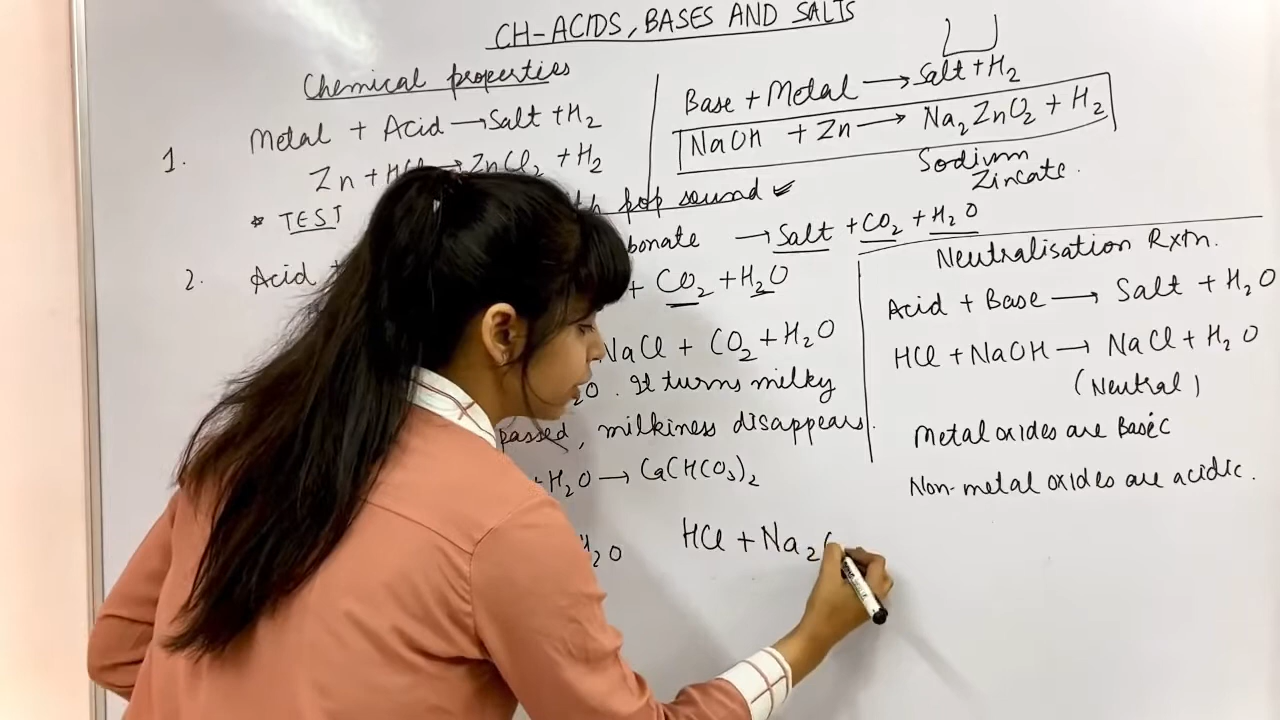 CH-ACIDS, BASES AND SALTS
Chemical properties
1. Metal + Acid → Salt + H₂
Zn + HCl → ZnCl₂ + H₂
* TEST
pop sound ✓
2. Acid + → Salt + CO₂ + H₂O
+ CO₂ + H₂O
NaCl + CO₂ + H₂O
O. It turns milky
passed, milkiness disappears.
+ H₂O → Ca(HCO₃)₂
H₂O
HCl + Na₂
Base + Metal → Salt + H₂
NaOH + Zn → Na₂ZnO₂ + H₂
Sodium
Zincate.
Neutralisation Rxtn.
Acid + Base → Salt + H₂O
HCl + NaOH → NaCl + H₂O
(Neutral)
Metal oxides are Basic
Non-metal oxides are acidic.